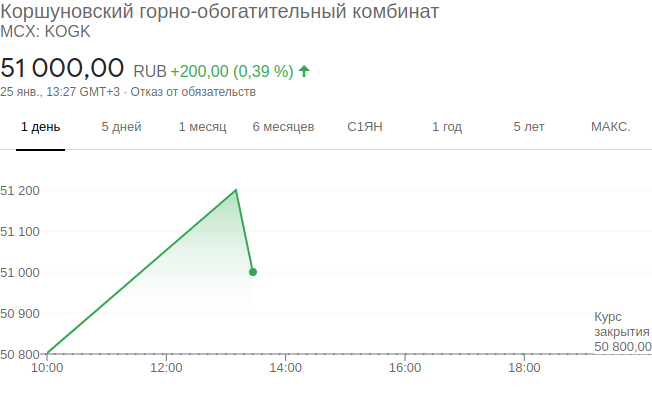 Коршуновский горно-обогатительный комбинат
MCX: KOGK
51 000,00 RUB +200,00 (0,39 %)
25 янв., 13:27 GMT+3 · Отказ от обязательств
1 день 5 дней 1 месяц 6 месяцев С1ЯН 1 год 5 лет МАКС.
51 200
51 100
51 000
50 900
Курс
закрытия
50 800,00
50 800
10:00 12:00 14:00 16:00 18:00